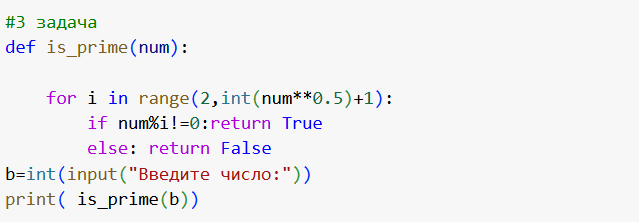 #3 задача
def is_prime(num):
    for i in range(2,int(num**0.5)+1):
        if num%i!=0:return True
        else: return False
b=int(input("Введите число:"))
print( is_prime(b))